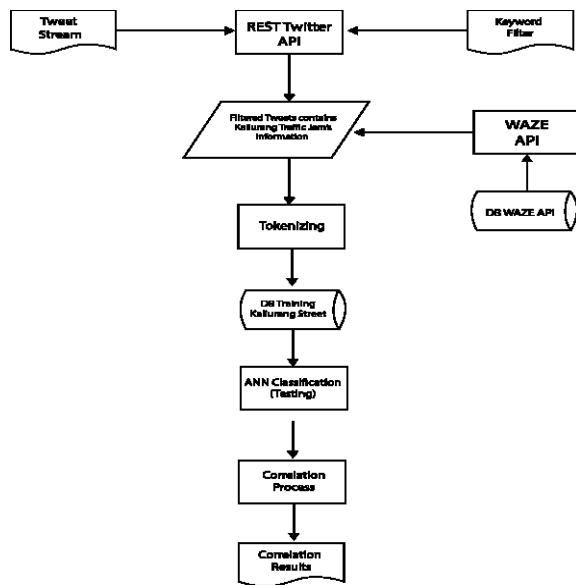 Tweet
Stream
REST Twitter
API
Keyword
Filter
Filtered Tweets contains
Kaliurang Traffic Jam's
Information
WAZE
API
DB WAZE API
Tokenizing
DB Training
Kaliurang Street
ANN Classification
(Testing)
Correlation
Process
Correlation
Results